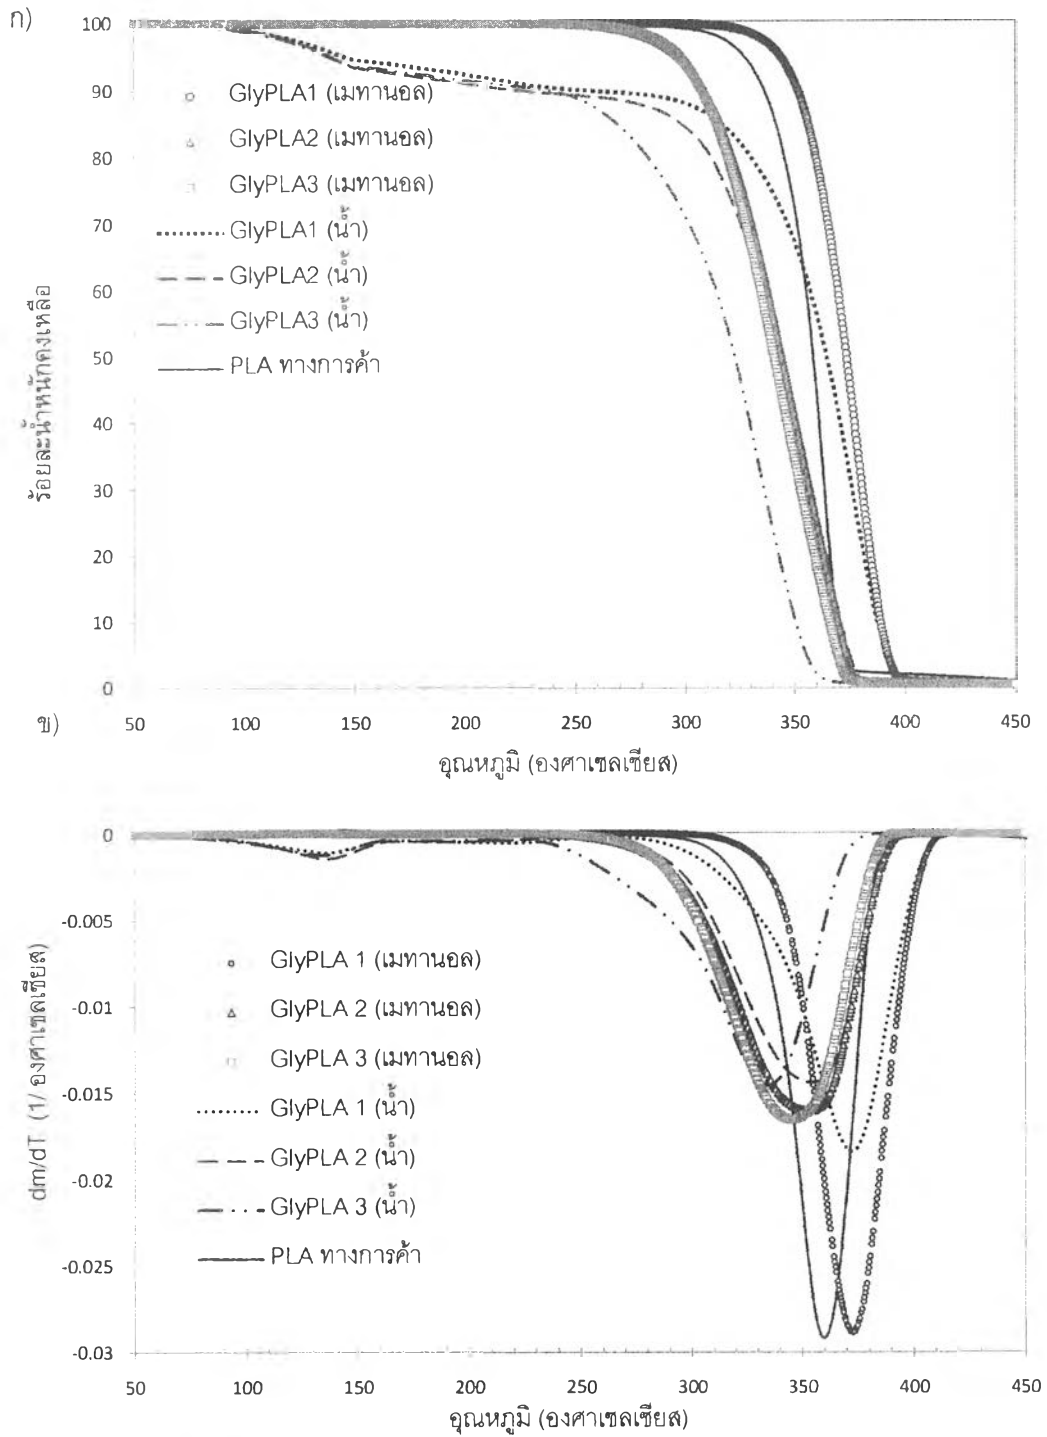 ก)
100
90
80
70
60
50
40
30
20
10
0
ร้อยละน้ำหนักคงเหลือ
GlyPLA1 (เมทานอล)
GlyPLA2 (เมทานอล)
GlyPLA3 (เมทานอล)
GlyPLA1 (น้ำ)
GlyPLA2 (น้ำ)
GlyPLA3 (น้ำ)
PLA ทางการค้า
50 100 150 200 250 300 350 400 450
อุณหภูมิ (องศาเซลเซียส)
ข)
0
-0.005
-0.01
-0.015
-0.02
-0.025
-0.03
dm/dT (1/องศาเซลเซียส)
GlyPLA 1 (เมทานอล)
GlyPLA 2 (เมทานอล)
GlyPLA 3 (เมทานอล)
GlyPLA 1 (น้ำ)
GlyPLA 2 (น้ำ)
GlyPLA 3 (น้ำ)
PLA ทางการค้า
50 100 150 200 250 300 350 400 450
อุณหภูมิ (องศาเซลเซียส)